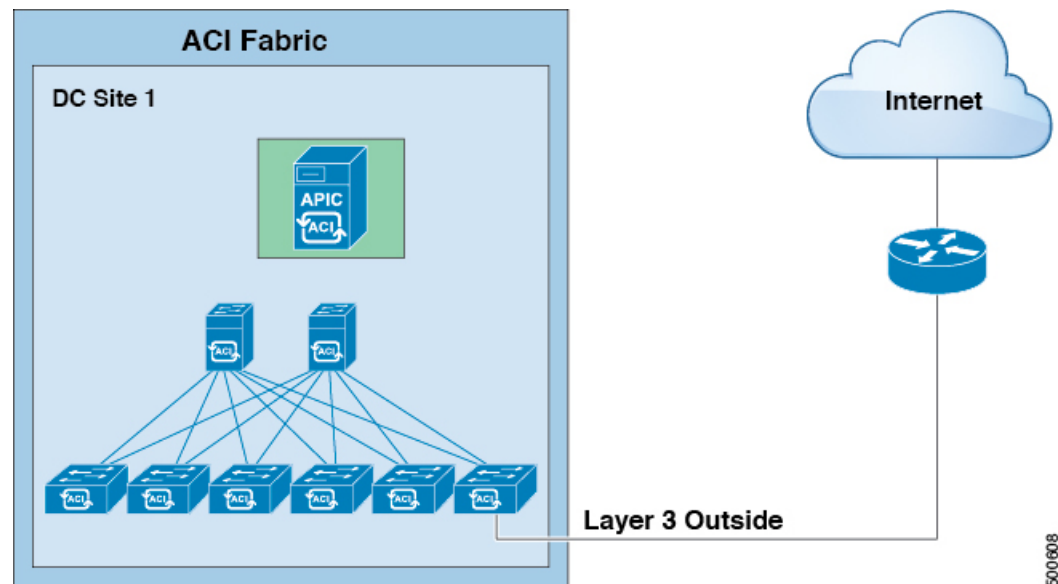 ACI Fabric
DC Site 1
Internet
APIC
ACI
ACI
ACI
ACI
ACI
ACI
ACI
ACI
ACI
Layer 3 Outside
500608